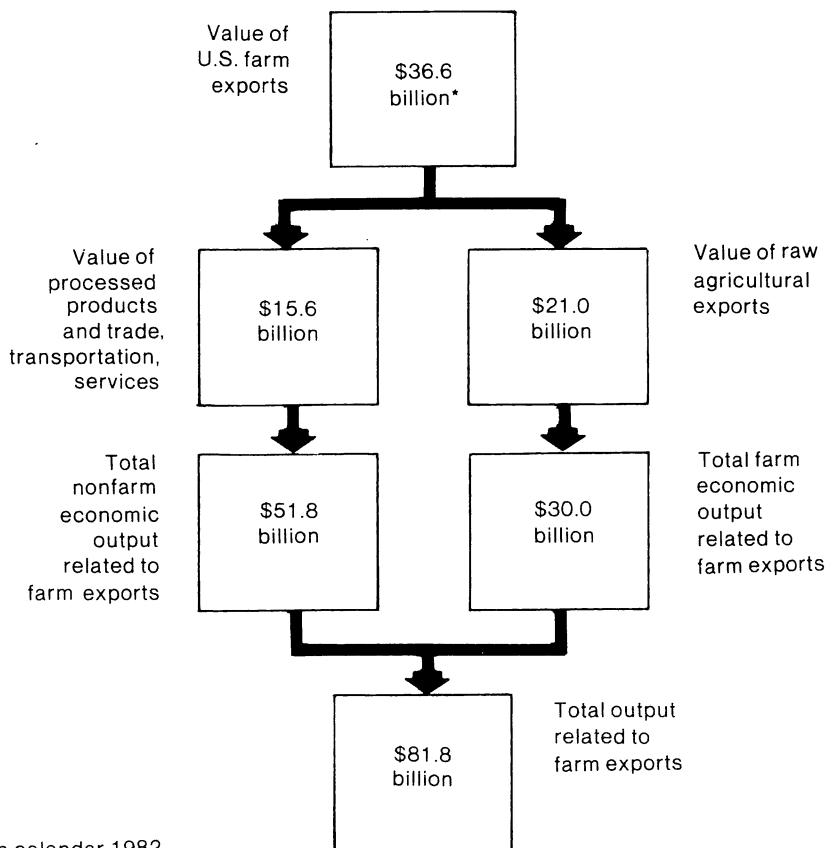 Value of
U.S. farm
exports
$36.6
billion*
Value of
processed
products
and trade,
transportation,
services
$15.6
billion
$21.0
billion
Value of raw
agricultural
exports
Total
nonfarm
economic
output
related to
farm exports
$51.8
billion
$30.0
billion
Total farm
economic
output
related to
farm exports
$81.8
billion
Total output
related to
farm exports
calendar 1982